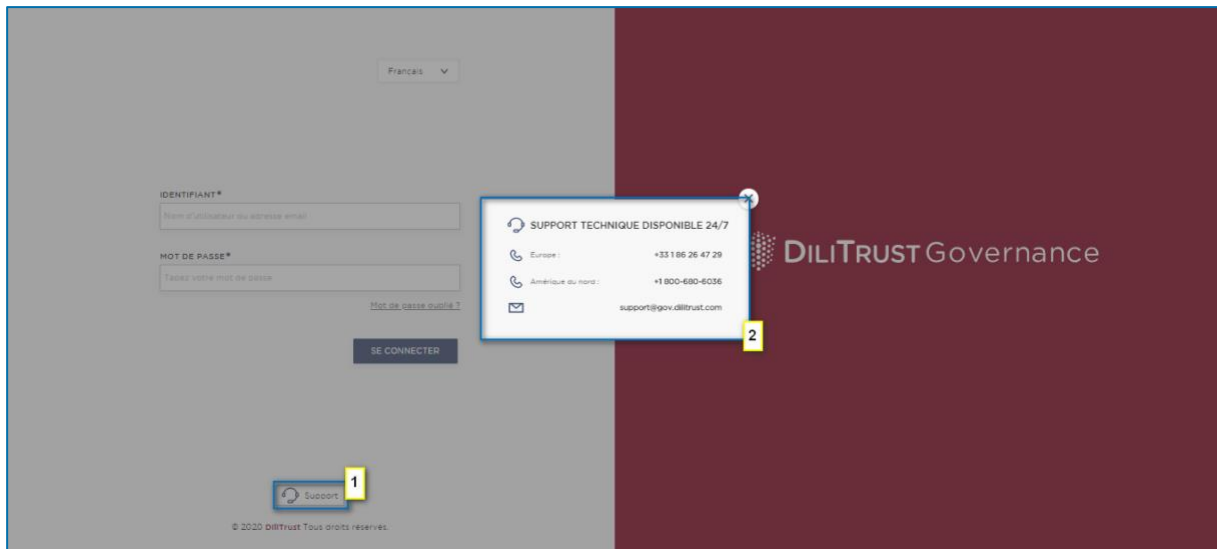 Français
IDENTIFIANT*
Nom d'utilisateur ou adresse email
MOT DE PASSE*
Tapez votre mot de passe
Mot de passe oublié ?
SE CONNECTER
1
Support
© 2020 DiliTrust Tous droits réservés.
SUPPORT TECHNIQUE DISPONIBLE 24/7
Europe : +33 1 86 26 47 29
Amérique du nord : +1 800-680-6036
support@gov.dilitrust.com
2
DILITRUST Governance